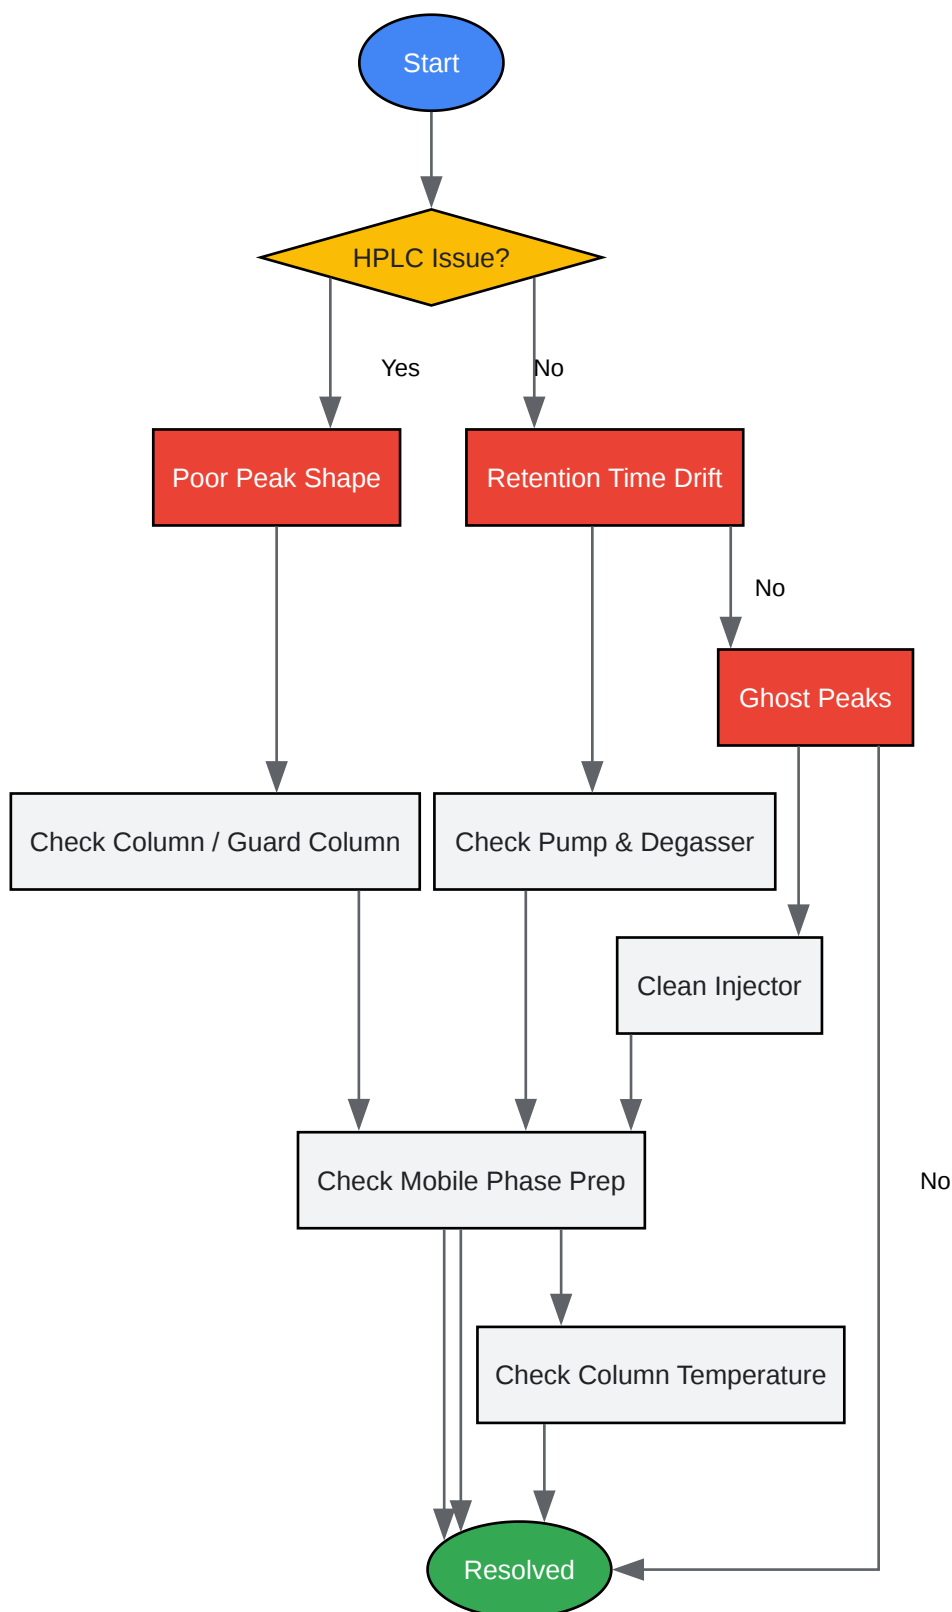 Start
HPLC Issue?
Yes
No
Poor Peak Shape
Retention Time Drift
No
Ghost Peaks
Check Column / Guard Column
Check Pump & Degasser
Clean Injector
Check Mobile Phase Prep
No
Check Column Temperature
Resolved